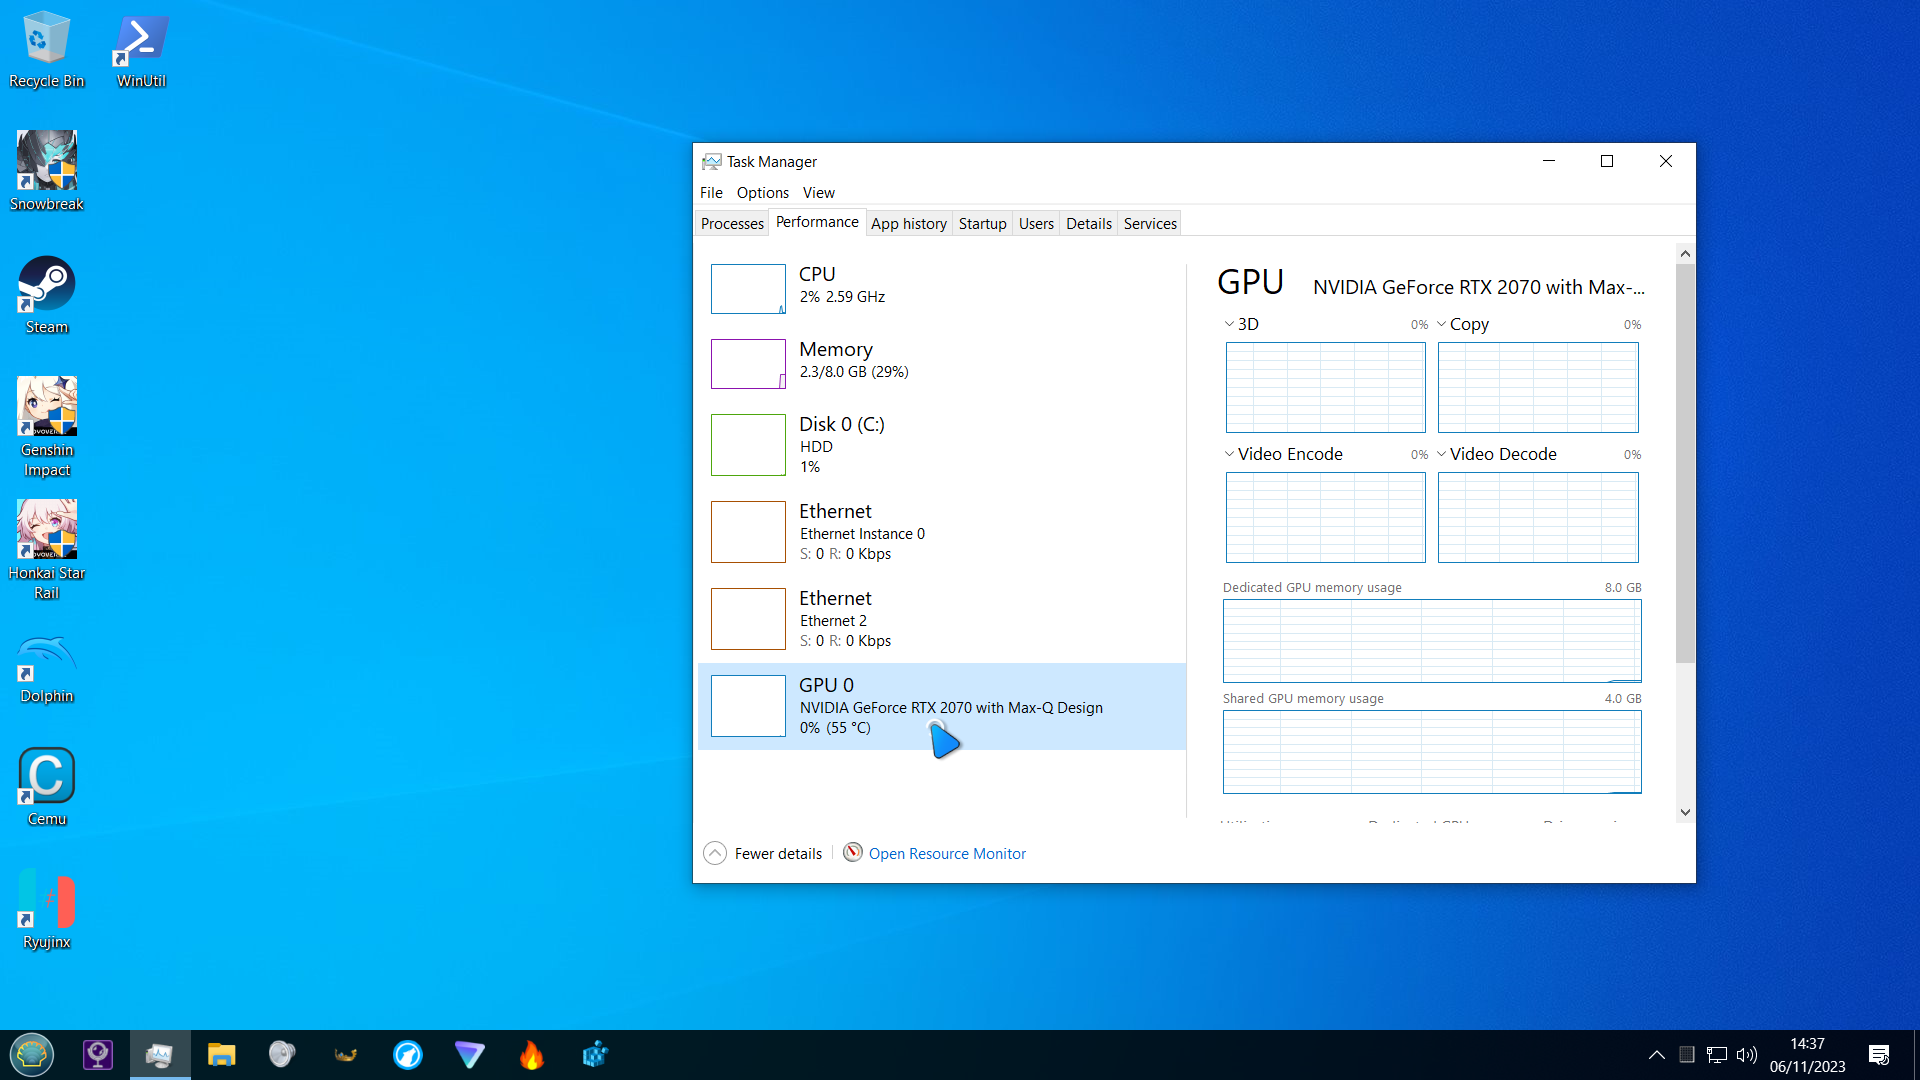 Recycle Bin
WinUtil
Snowbreak
Steam
Genshin
Impact
Honkai Star
Rail
Dolphin
Cemu
Ryujinx
Task Manager
File Options View
Processes Performance App history Startup Users Details Services
CPU
2% 2.59 GHz
Memory
2.3/8.0 GB (29%)
Disk 0 (C:)
HDD
1%
Ethernet
Ethernet Instance 0
S: 0 R: 0 Kbps
Ethernet
Ethernet 2
S: 0 R: 0 Kbps
GPU 0
NVIDIA GeForce RTX 2070 with Max-Q Design
0% (55 °C)
GPU NVIDIA GeForce RTX 2070 with Max-...
3D 0% Copy 0%
Video Encode 0% Video Decode 0%
Dedicated GPU memory usage 8.0 GB
Shared GPU memory usage 4.0 GB
Fewer details Open Resource Monitor
14:37
06/11/2023